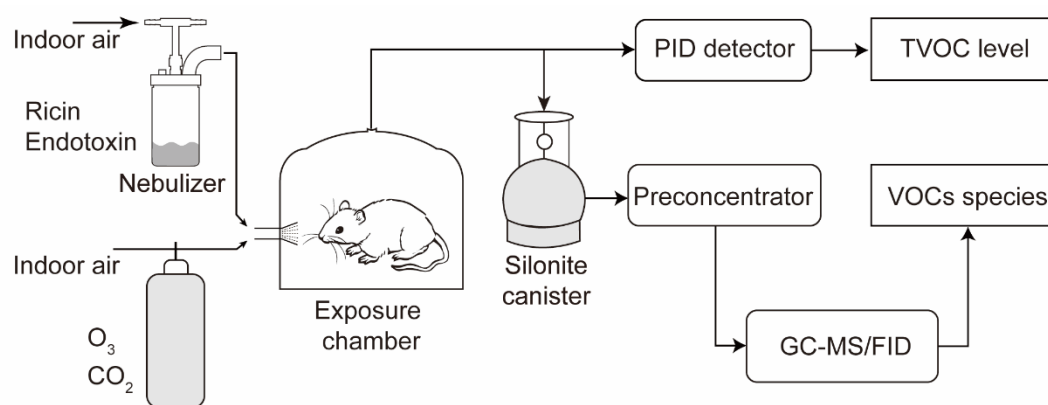 Indoor air
Ricin
Endotoxin
Nebulizer
Indoor air
O₃
CO₂
Exposure
chamber
PID detector
TVOC level
Silonite
canister
Preconcentrator
VOCs species
GC-MS/FID